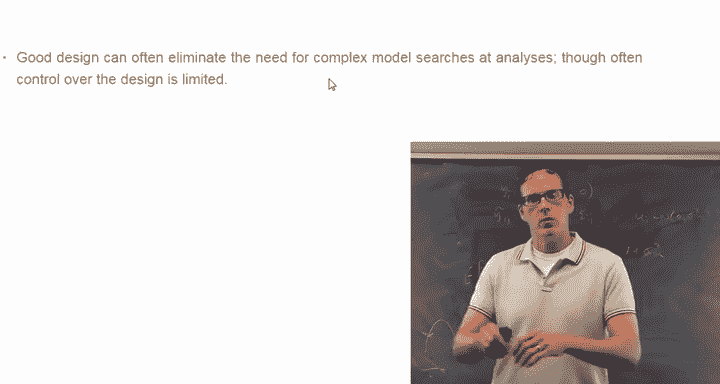 · Good design can often eliminate the need for complex model searches at analyses; though often
control over the design is limited.